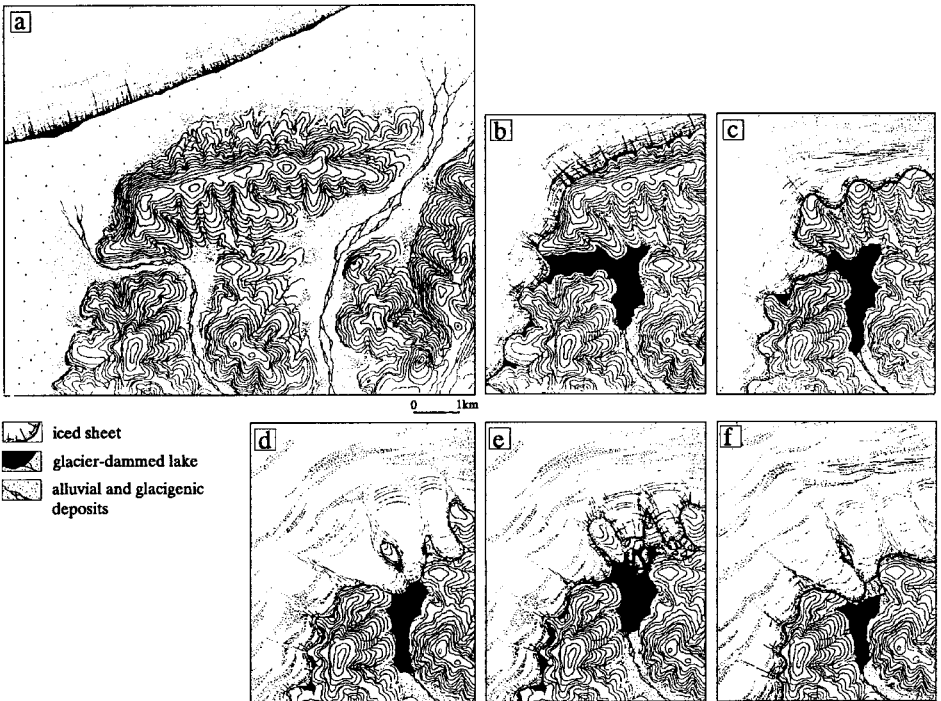 a
b
c
0 1km
iced sheet
glacier-dammed lake
alluvial and glacigenic
deposits
d
e
f